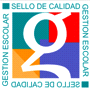 SELLO DE CALIDAD
GESTION ESCOLAR
g
GESTION ESCOLAR
SELLO DE CALIDAD